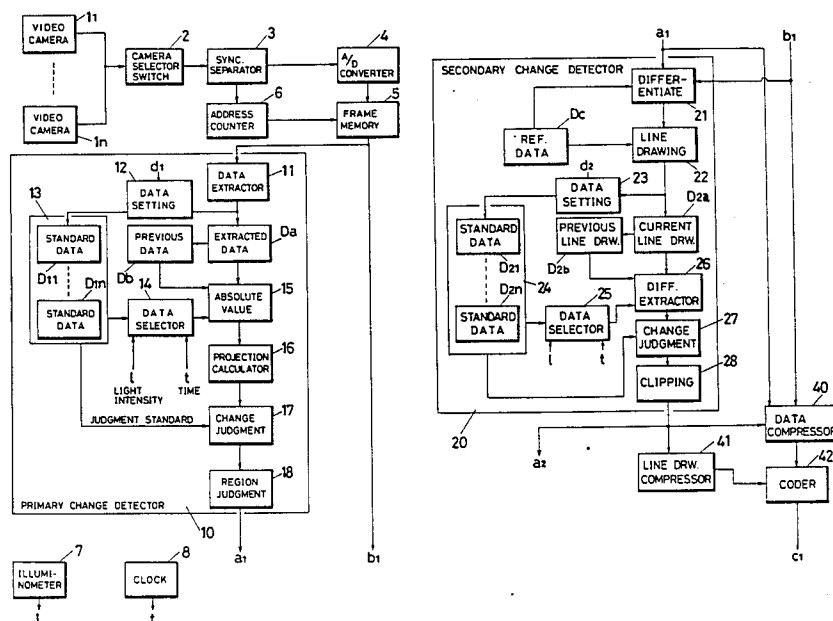 1₁
VIDEO
CAMERA
VIDEO
CAMERA
1n
2
CAMERA
SELECTOR
SWITCH
3
SYNC.
SEPARATOR
4
A/D
CONVERTER
6
ADDRESS
COUNTER
5
FRAME
MEMORY
12
d₁
DATA
SETTING
11
DATA
EXTRACTOR
13
STANDARD
DATA
D₁₁
D₁n
STANDARD
DATA
PREVIOUS
DATA
Db
EXTRACTED
DATA
Da
14
DATA
SELECTOR
ABSOLUTE
VALUE
15
l
LIGHT
INTENSITY
t
TIME
PROJECTION
CALCULATOR
16
JUDGMENT STANDARD
CHANGE
JUDGMENT
17
REGION
JUDGMENT
18
PRIMARY CHANGE DETECTOR
10
a₁
b₁
7
ILLUMI-
NOMETER
l
8
CLOCK
t
a₁
b₁
SECONDARY CHANGE DETECTOR
DIFFER-
ENTIATE
21
Dc
REF.
DATA
LINE
DRAWING
22
d₂
DATA
SETTING
23
STANDARD
DATA
D₂₁
D₂n
STANDARD
DATA
24
PREVIOUS
LINE DRW.
D₂b
D₂a
CURRENT
LINE DRW.
25
DATA
SELECTOR
l
t
26
DIFF.
EXTRACTOR
CHANGE
JUDGMENT
27
CLIPPING
28
20
a₂
41
LINE DRW.
COMPRESSOR
40
DATA
COMPRESSOR
42
CODER
c₁